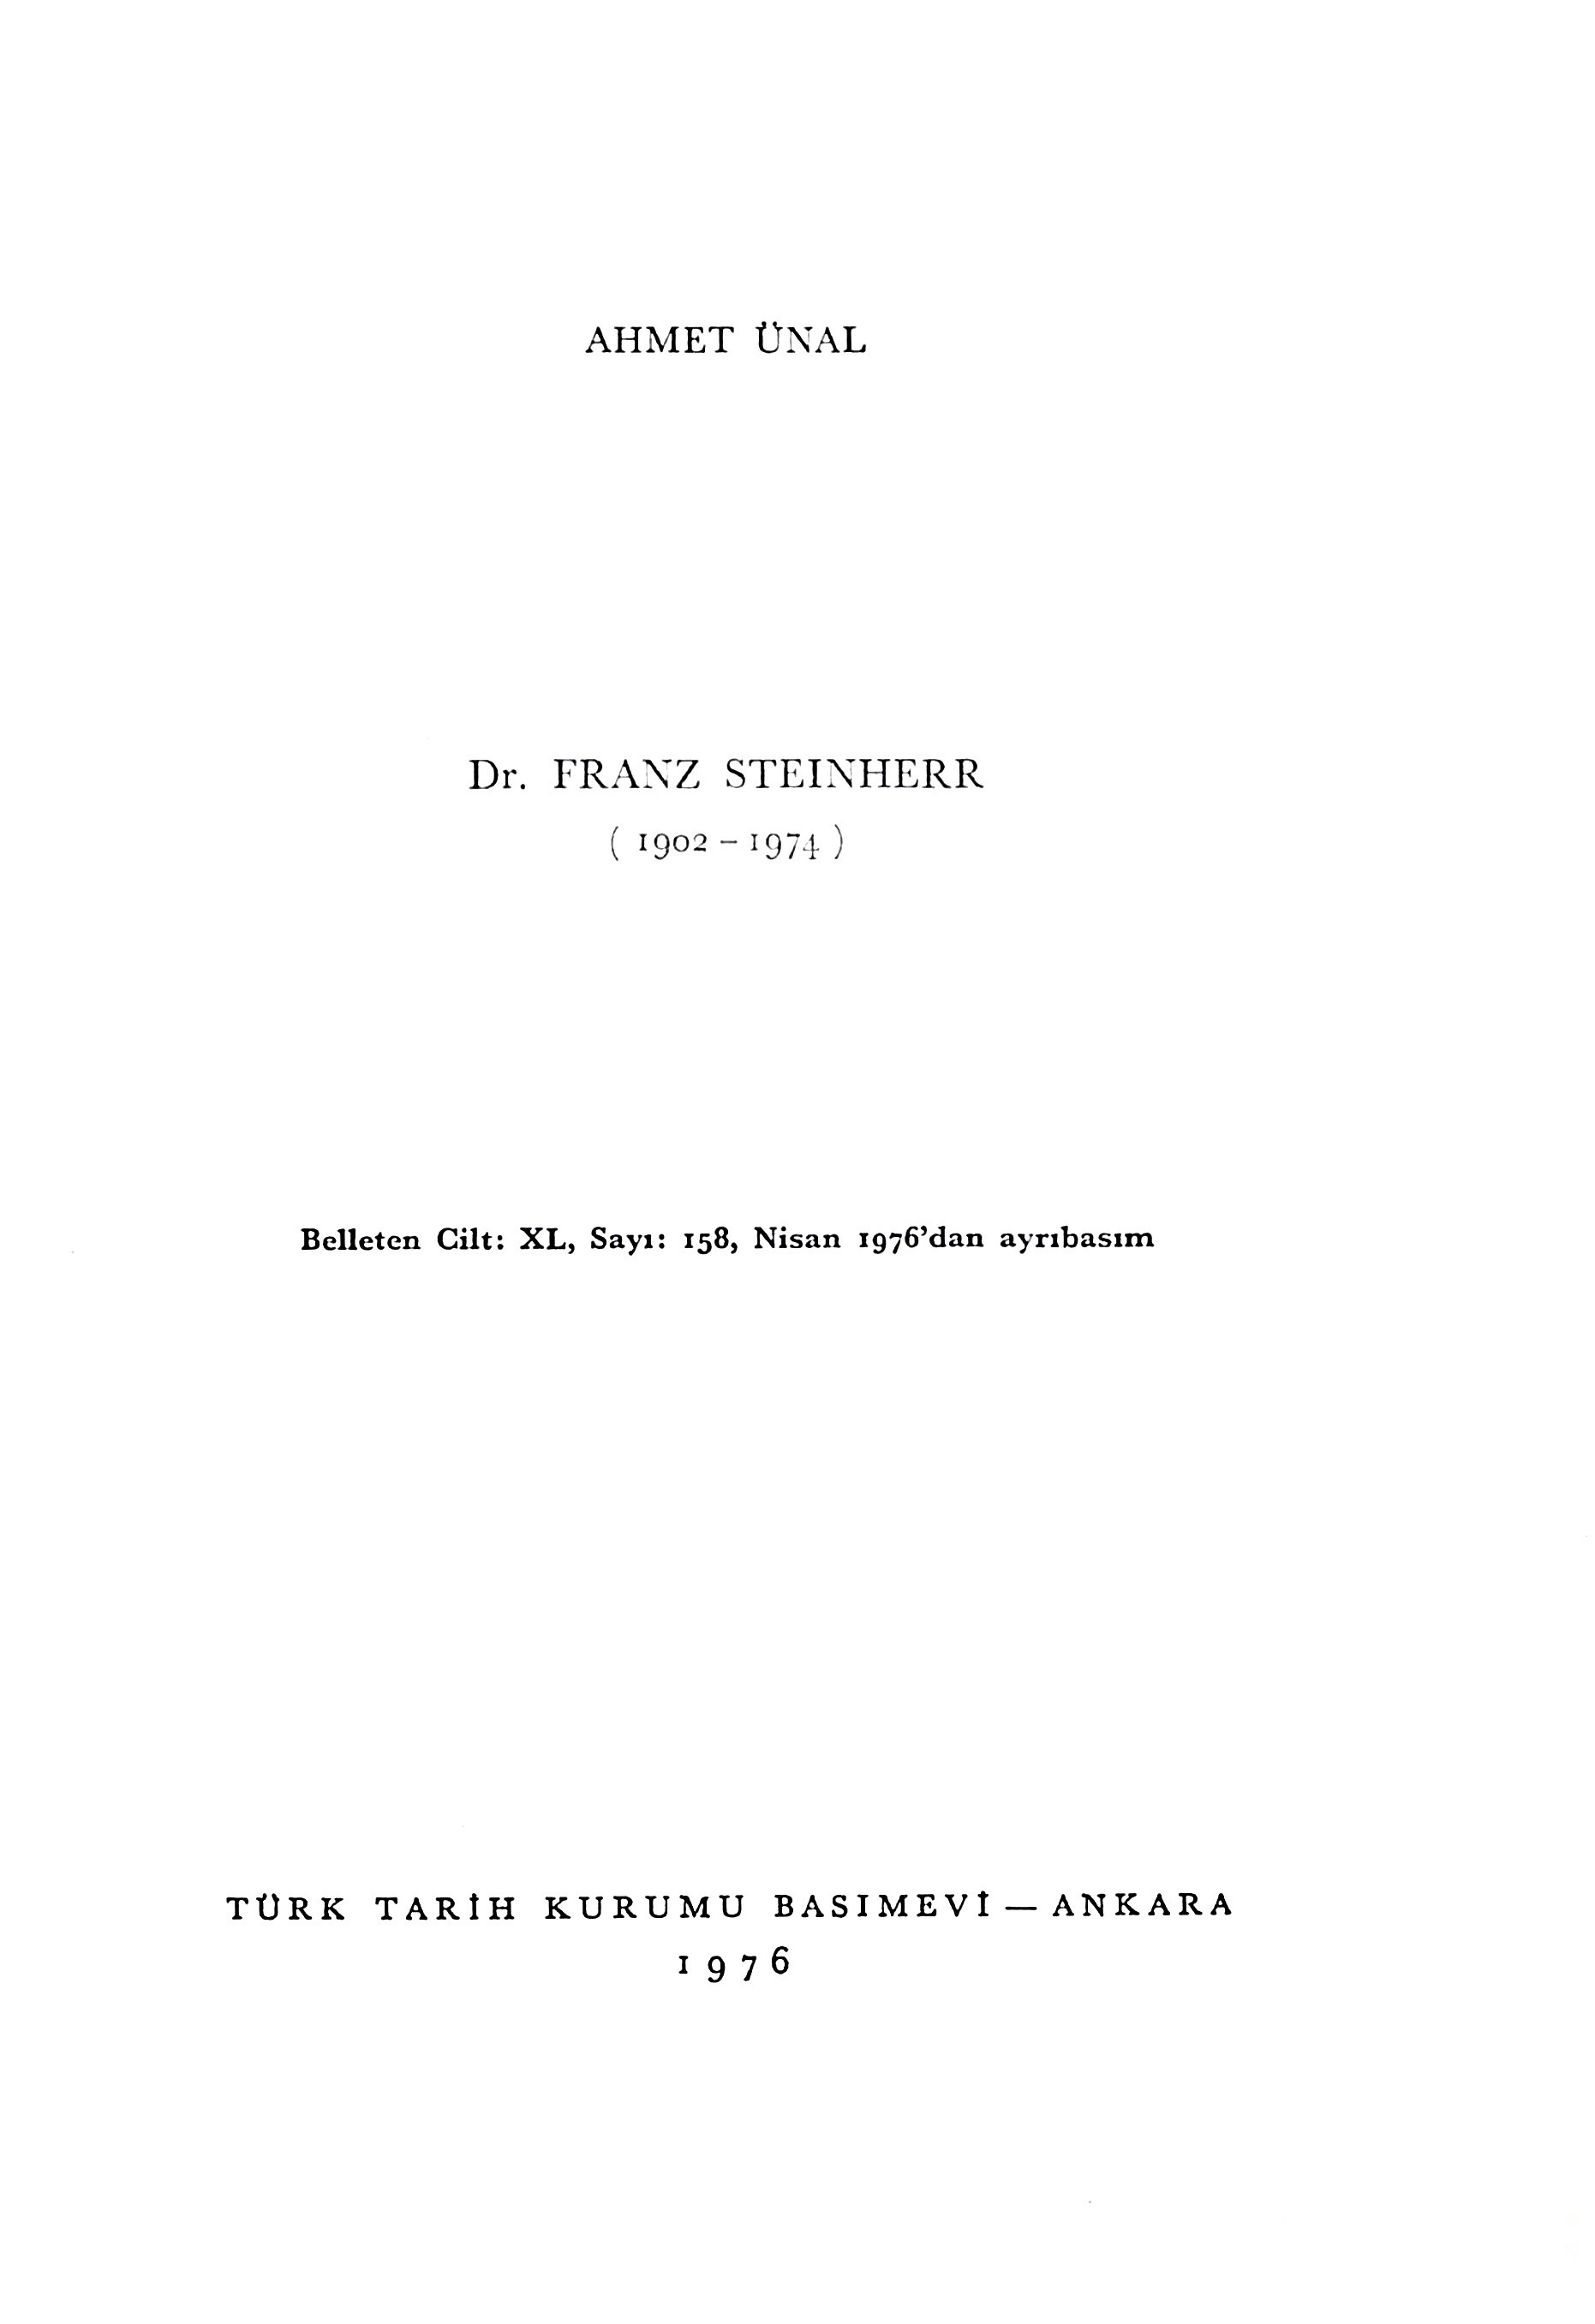 AHMET ÜNAL
Dr. FRANZ STEINHERR
( 1902 - 1974 )
Belleten Cilt: XL, Sayı: 158, Nisan 1976’dan ayrıbasım
TÜRK TARİH KURUMU BASIMEVİ — ANKARA
1976